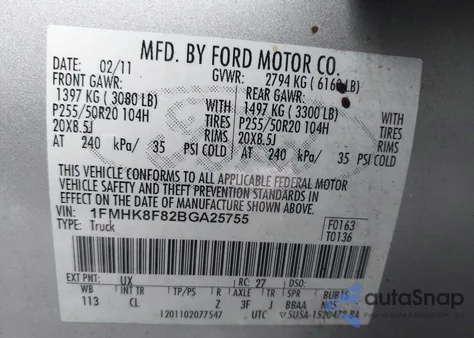 MFD. BY FORD MOTOR CO.
DATE: 02/11 GVWR: 2794 KG (6160 LB)
FRONT GAWR: REAR GAWR:
1397 KG (3080 LB) WITH 1497 KG (3300 LB) WITH
P255/50R20 104H TIRES P255/50R20 104H TIRES
20X8.5J RIMS 20X8.5J RIMS
AT 240 kPa/ 35 PSI COLD AT 240 kPa/ 35 PSI COLD
THIS VEHICLE CONFORMS TO ALL APPLICABLE FEDERAL MOTOR
VEHICLE SAFETY AND THEFT PREVENTION STANDARDS IN
EFFECT ON THE DATE OF MANUFACTURE SHOWN ABOVE.
VIN: 1FMHK8F82BGA25755 F0163
TYPE: Truck T0136
EXT PNT: UX RC: 27 DSO:
WB INT TR TP/PS R AXLE TR SPR
113 CL Z 3F J BBAA
1201102077547 UTC
autoSnap